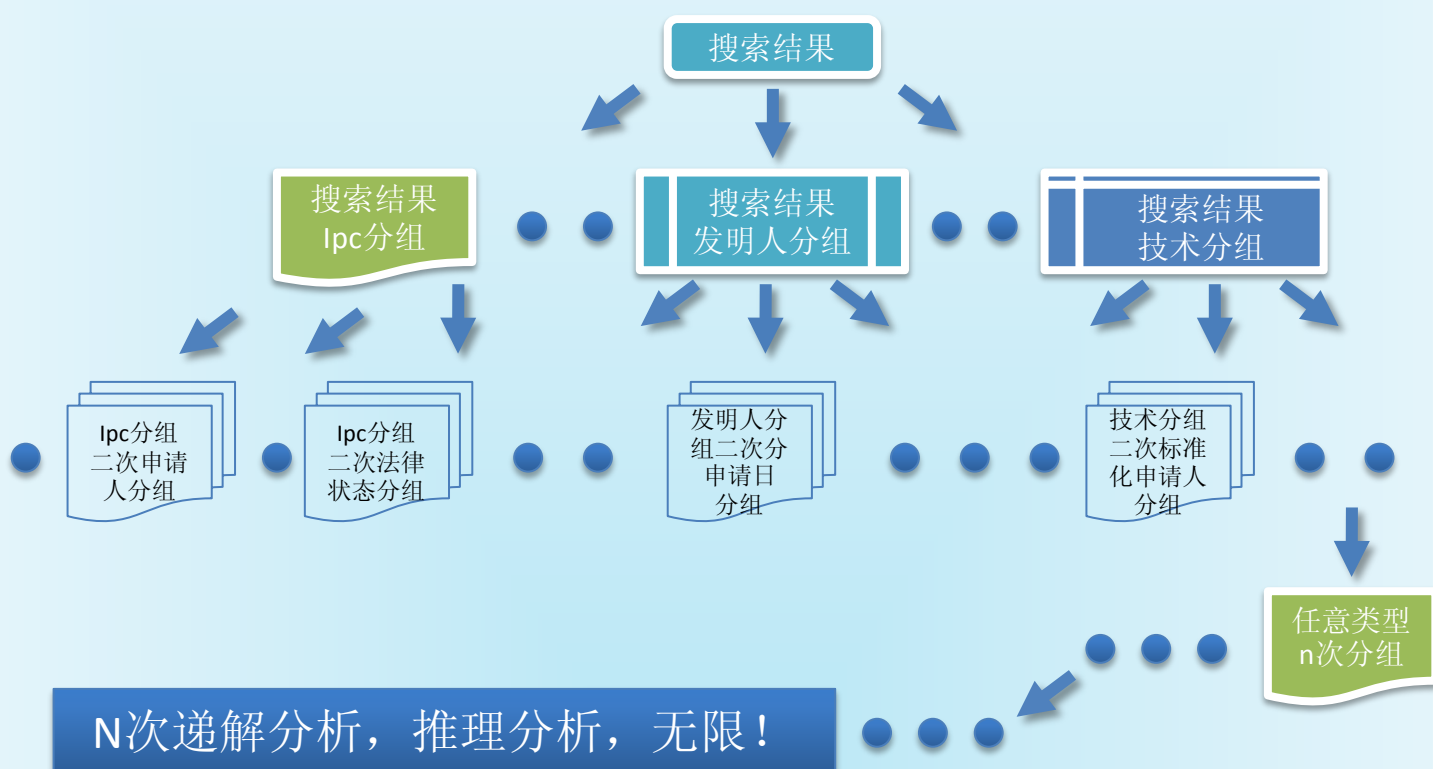 搜索结果
搜索结果
Ipc分组
搜索结果
发明人分组
搜索结果
技术分组
Ipc分组
二次申请
人分组
Ipc分组
二次法律
状态分组
发明人分
组二次分
申请日
分组
技术分组
二次标准
化申请人
分组
任意类型
n次分组
N次递解分析，推理分析，无限！